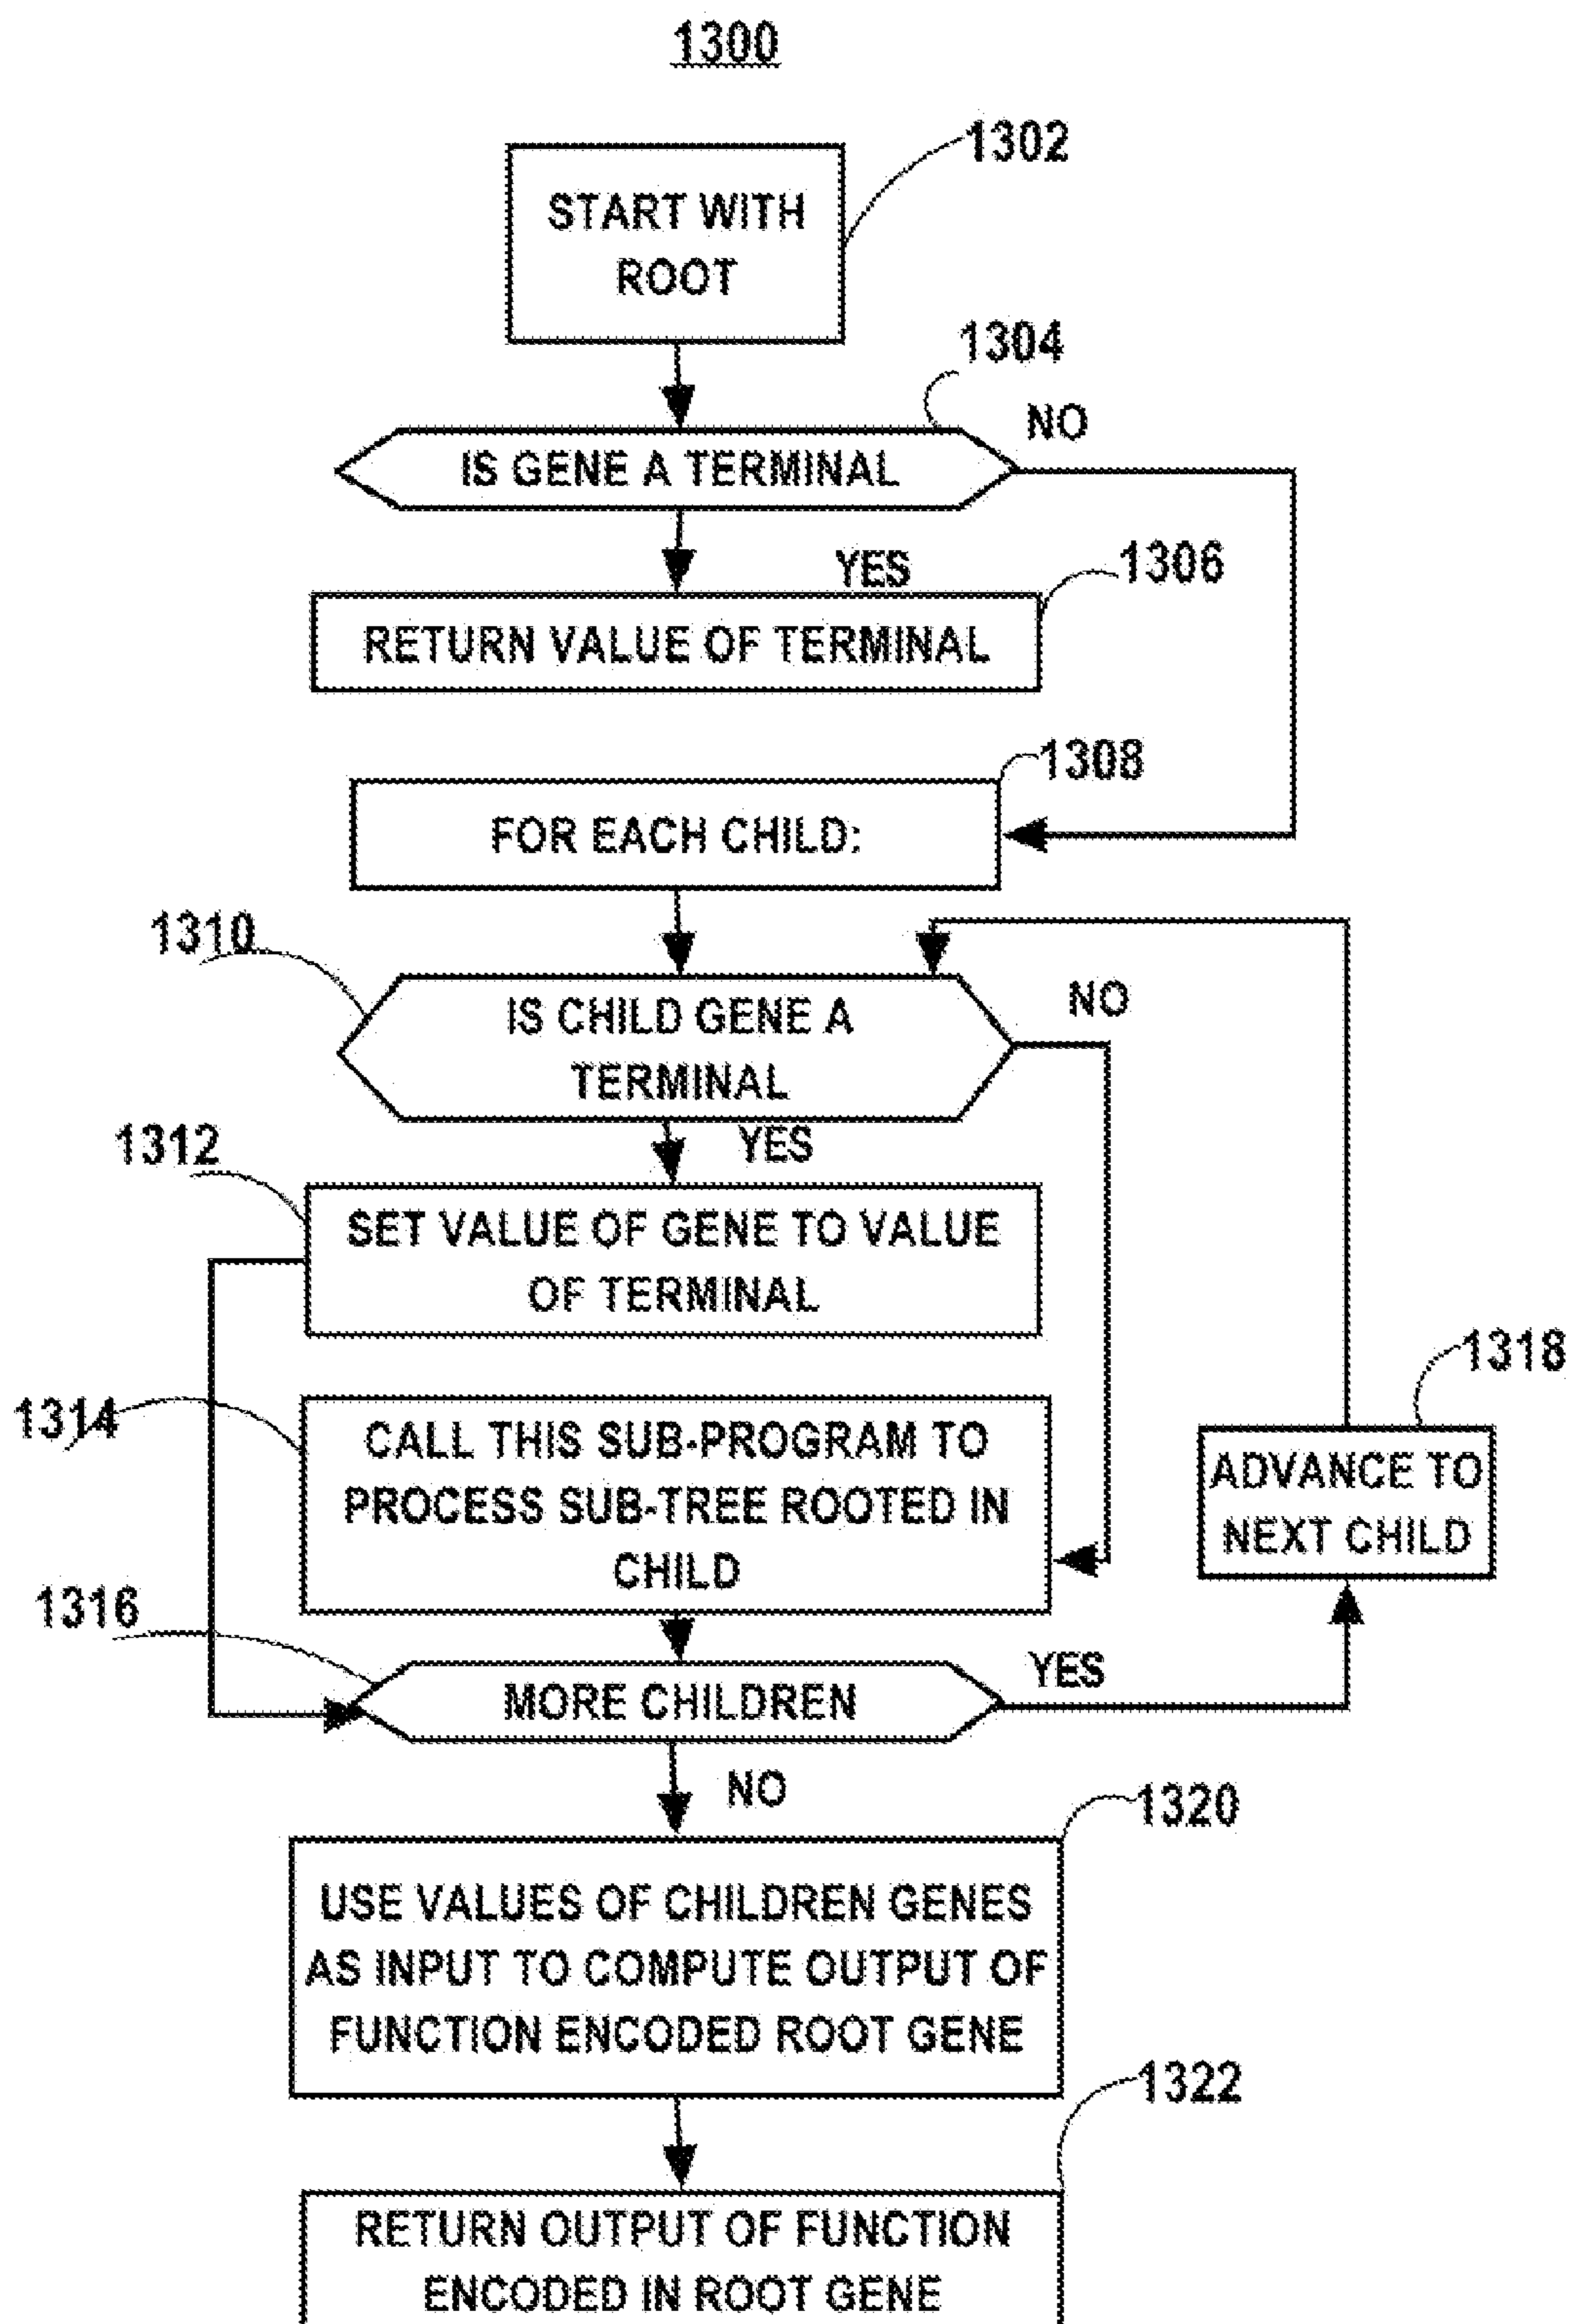 1300
1302
START WITH
ROOT
1304
NO
IS GENE A TERMINAL
YES
1306
RETURN VALUE OF TERMINAL
1308
FOR EACH CHILD:
1310
NO
IS CHILD GENE A
TERMINAL
YES
1312
SET VALUE OF GENE TO VALUE
OF TERMINAL
1314
CALL THIS SUB-PROGRAM TO
PROCESS SUB-TREE ROOTED IN
CHILD
1318
ADVANCE TO
NEXT CHILD
1316
YES
MORE CHILDREN
NO
1320
USE VALUES OF CHILDREN GENES
AS INPUT TO COMPUTE OUTPUT OF
FUNCTION ENCODED ROOT GENE
1322
RETURN OUTPUT OF FUNCTION
ENCODED IN ROOT GENE